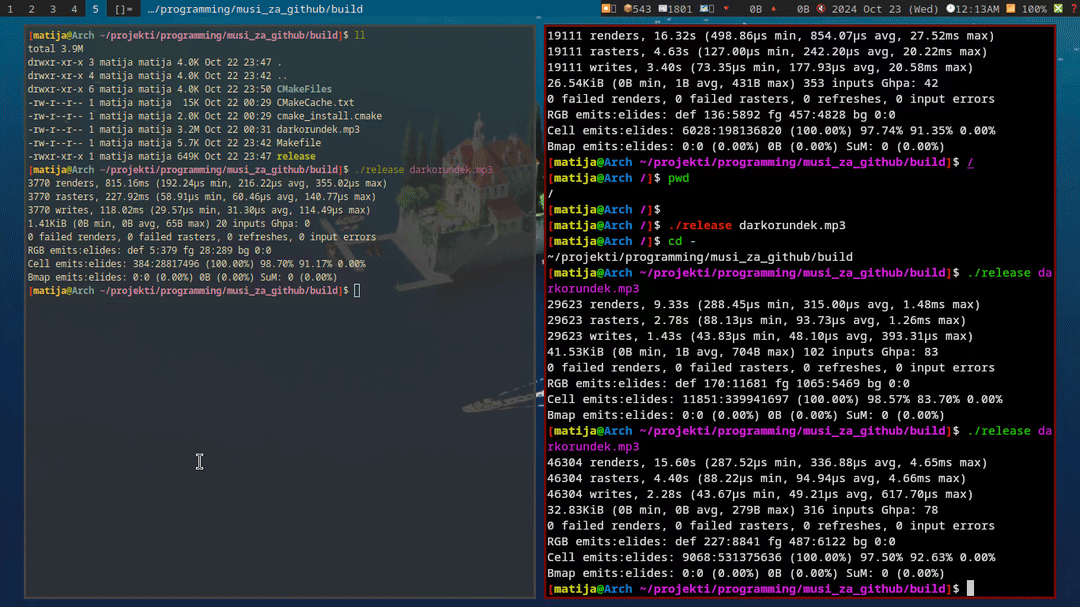 1 2 3 4 5 []= …/programming/musi_za_github/build
543 1801 0B 0B 2024 Oct 23 (Wed) 12:13AM 100%
[matija@Arch ~/projekti/programming/musi_za_github/build]$ ll
total 3.9M
drwxr-xr-x 3 matija matija 4.0K Oct 22 23:47 .
drwxr-xr-x 4 matija matija 4.0K Oct 22 23:42 ..
drwxr-xr-x 6 matija matija 4.0K Oct 22 23:50 CMakeFiles
-rw-r--r-- 1 matija matija  15K Oct 22 00:29 CMakeCache.txt
-rw-r--r-- 1 matija matija 2.0K Oct 22 00:29 cmake_install.cmake
-rw-r--r-- 1 matija matija 3.2M Oct 22 00:31 darkorundek.mp3
-rw-r--r-- 1 matija matija 5.7K Oct 22 23:42 Makefile
-rwxr-xr-x 1 matija matija 649K Oct 22 23:47 release
[matija@Arch ~/projekti/programming/musi_za_github/build]$ ./release darkorundek.mp3
3770 renders, 815.16ms (192.24µs min, 216.22µs avg, 355.02µs max)
3770 rasters, 227.92ms (58.91µs min, 60.46µs avg, 140.77µs max)
3770 writes, 118.02ms (29.57µs min, 31.30µs avg, 114.49µs max)
1.41KiB (0B min, 0B avg, 65B max) 20 inputs Ghpa: 0
0 failed renders, 0 failed rasters, 0 refreshes, 0 input errors
RGB emits:elides: def 5:379 fg 28:289 bg 0:0
Cell emits:elides: 384:28817496 (100.00%) 98.70% 91.17% 0.00%
Bmap emits:elides: 0:0 (0.00%) 0B (0.00%) SuM: 0 (0.00%)
[matija@Arch ~/projekti/programming/musi_za_github/build]$
19111 renders, 16.32s (498.86µs min, 854.07µs avg, 27.52ms max)
19111 rasters, 4.63s (127.00µs min, 242.20µs avg, 20.22ms max)
19111 writes, 3.40s (73.35µs min, 177.93µs avg, 20.58ms max)
26.54KiB (0B min, 1B avg, 431B max) 353 inputs Ghpa: 42
0 failed renders, 0 failed rasters, 0 refreshes, 0 input errors
RGB emits:elides: def 136:5892 fg 457:4828 bg 0:0
Cell emits:elides: 6028:198136820 (100.00%) 97.74% 91.35% 0.00%
Bmap emits:elides: 0:0 (0.00%) 0B (0.00%) SuM: 0 (0.00%)
[matija@Arch ~/projekti/programming/musi_za_github/build]$ /
[matija@Arch /]$ pwd
/
[matija@Arch /]$
[matija@Arch /]$ ./release darkorundek.mp3
[matija@Arch /]$ cd -
~/projekti/programming/musi_za_github/build
[matija@Arch ~/projekti/programming/musi_za_github/build]$ ./release da
rkorundek.mp3
29623 renders, 9.33s (288.45µs min, 315.00µs avg, 1.48ms max)
29623 rasters, 2.78s (88.13µs min, 93.73µs avg, 1.26ms max)
29623 writes, 1.43s (43.83µs min, 48.10µs avg, 393.31µs max)
41.53KiB (0B min, 1B avg, 704B max) 102 inputs Ghpa: 83
0 failed renders, 0 failed rasters, 0 refreshes, 0 input errors
RGB emits:elides: def 170:11681 fg 1065:5469 bg 0:0
Cell emits:elides: 11851:339941697 (100.00%) 98.57% 83.70% 0.00%
Bmap emits:elides: 0:0 (0.00%) 0B (0.00%) SuM: 0 (0.00%)
[matija@Arch ~/projekti/programming/musi_za_github/build]$ ./release da
rkorundek.mp3
46304 renders, 15.60s (287.52µs min, 336.88µs avg, 4.65ms max)
46304 rasters, 4.40s (88.22µs min, 94.94µs avg, 4.66ms max)
46304 writes, 2.28s (43.67µs min, 49.21µs avg, 617.70µs max)
32.83KiB (0B min, 0B avg, 279B max) 316 inputs Ghpa: 78
0 failed renders, 0 failed rasters, 0 refreshes, 0 input errors
RGB emits:elides: def 227:8841 fg 487:6122 bg 0:0
Cell emits:elides: 9068:531375636 (100.00%) 97.50% 92.63% 0.00%
Bmap emits:elides: 0:0 (0.00%) 0B (0.00%) SuM: 0 (0.00%)
[matija@Arch ~/projekti/programming/musi_za_github/build]$